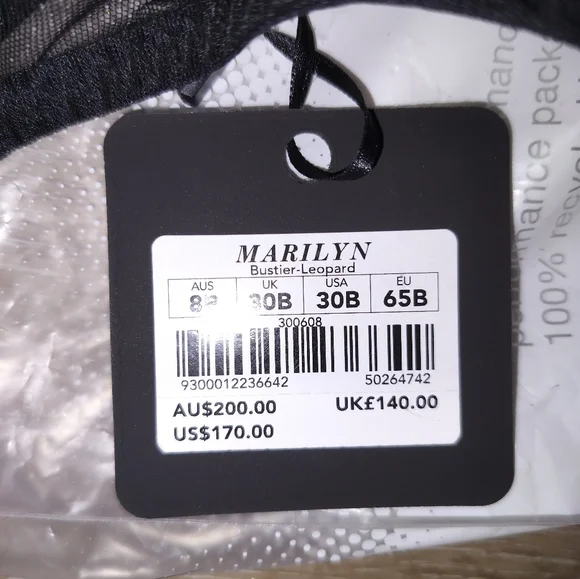 MARILYN
Bustier-Leopard
AUS UK USA EU
30B 30B 65B
300608
9300012236642 50264742
AU$200.00 UK£140.00
US$170.00
100% recy